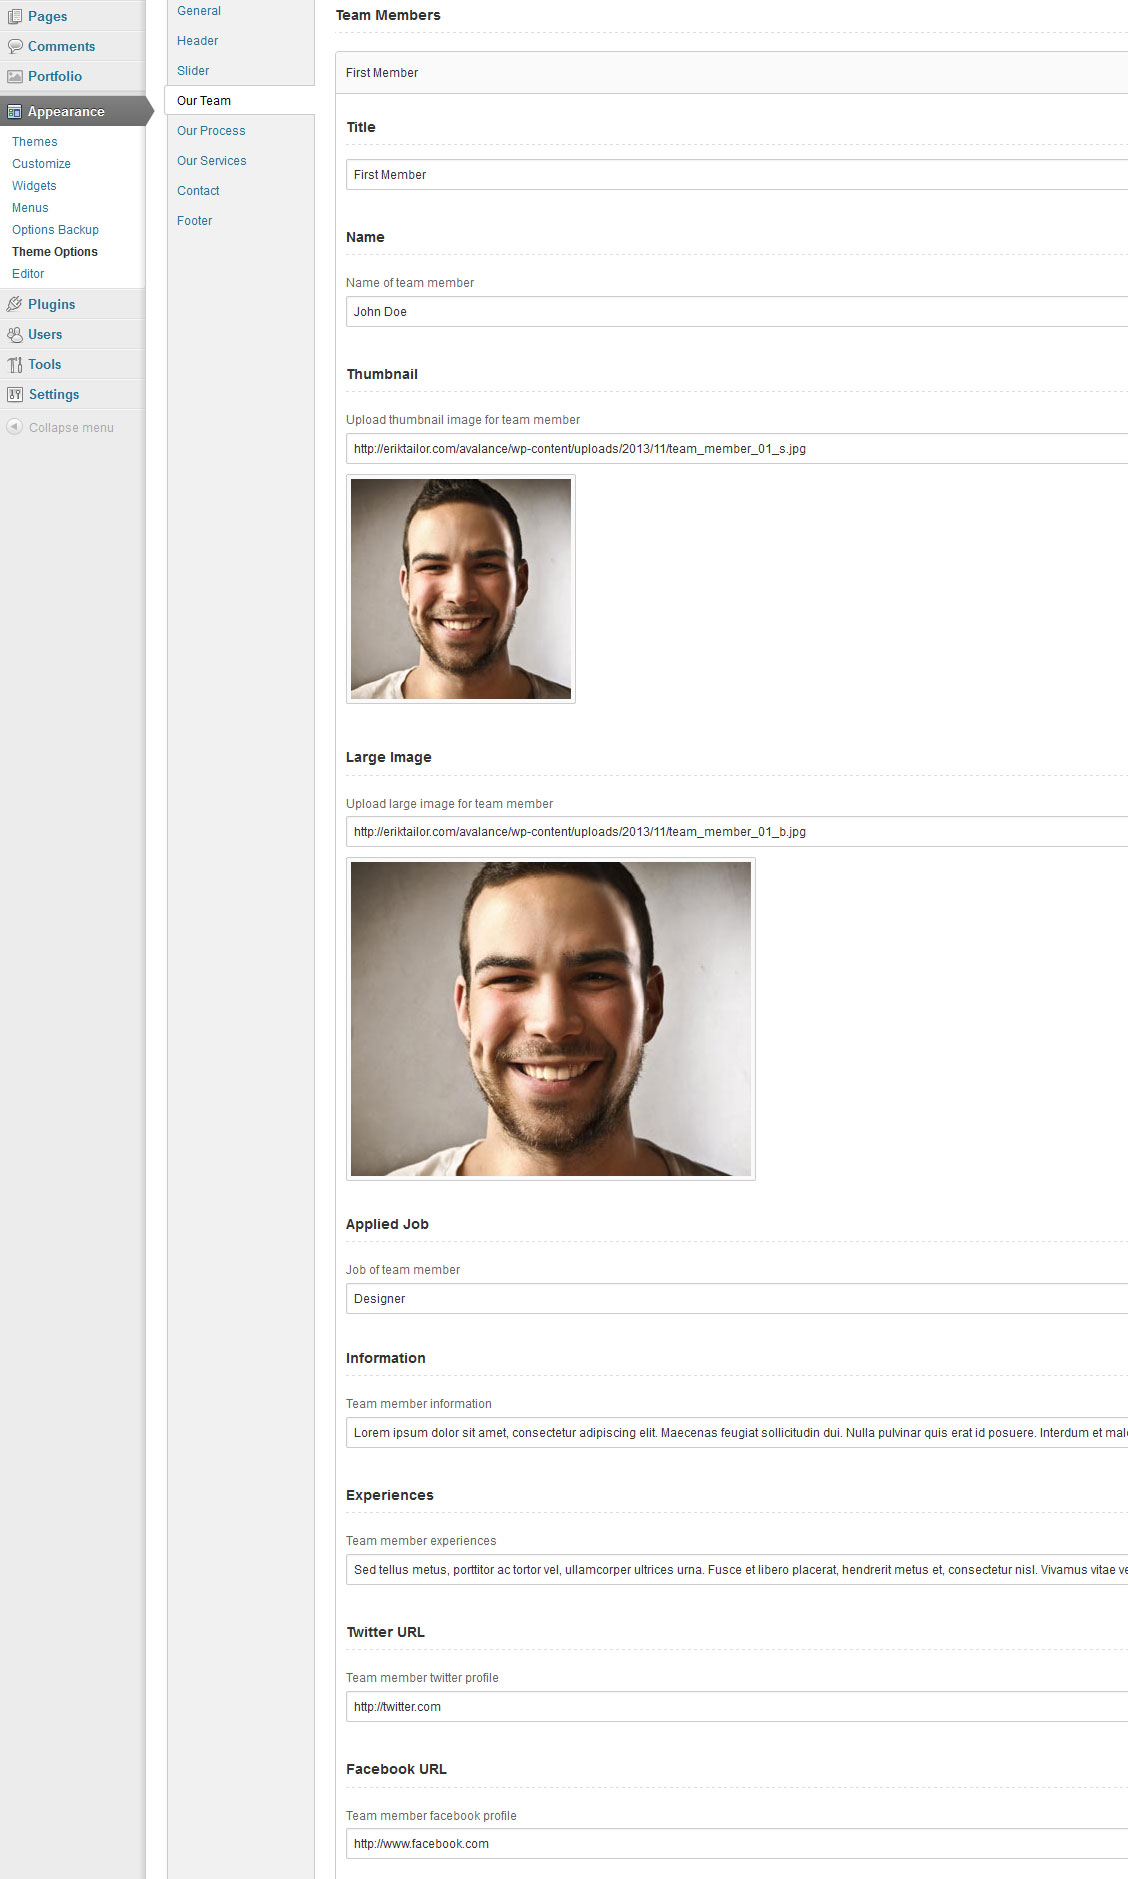 Pages
Comments
Portfolio
Appearance
Themes
Customize
Widgets
Menus
Options Backup
Theme Options
Editor
Plugins
Users
Tools
Settings
Collapse menu
General
Header
Slider
Our Team
Our Process
Our Services
Contact
Footer
Team Members
First Member
Title
First Member
Name
Name of team member
John Doe
Thumbnail
Upload thumbnail image for team member
http://eriktailor.com/avalance/wp-content/uploads/2013/11/team_member_01_s.jpg
Large Image
Upload large image for team member
http://eriktailor.com/avalance/wp-content/uploads/2013/11/team_member_01_b.jpg
Applied Job
Job of team member
Designer
Information
Team member information
Lorem ipsum dolor sit amet, consectetur adipiscing elit. Maecenas feugiat sollicitudin dui. Nulla pulvinar quis erat id posuere. Interdum et male
Experiences
Team member experiences
Sed tellus metus, porttitor ac tortor vel, ullamcorper ultrices urna. Fusce et libero placerat, hendrerit metus et, consectetur nisl. Vivamus vitae ve
Twitter URL
Team member twitter profile
http://twitter.com
Facebook URL
Team member facebook profile
http://www.facebook.com